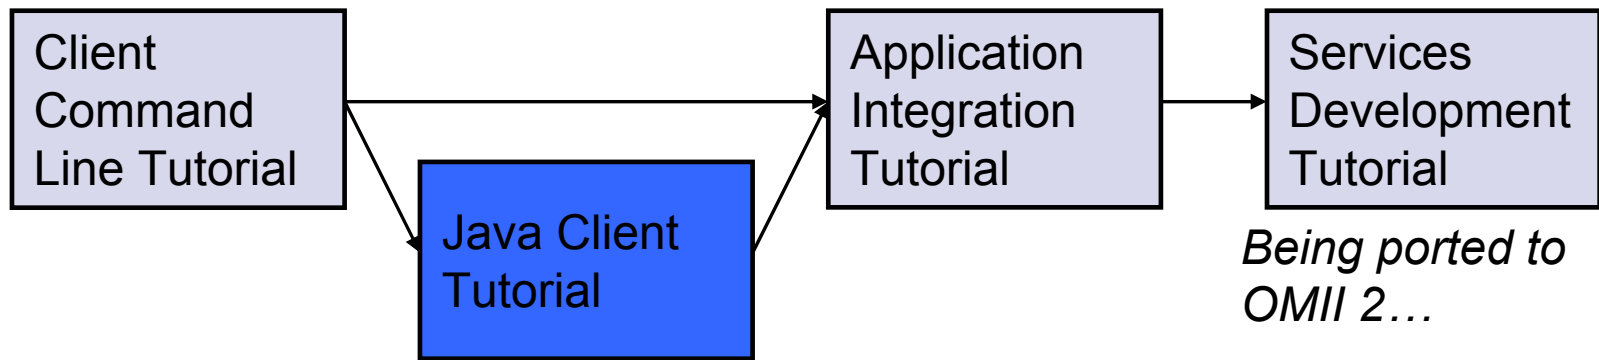 Client
Command
Line Tutorial
Java Client
Tutorial
Application
Integration
Tutorial
Services
Development
Tutorial
Being ported to
OMII 2…